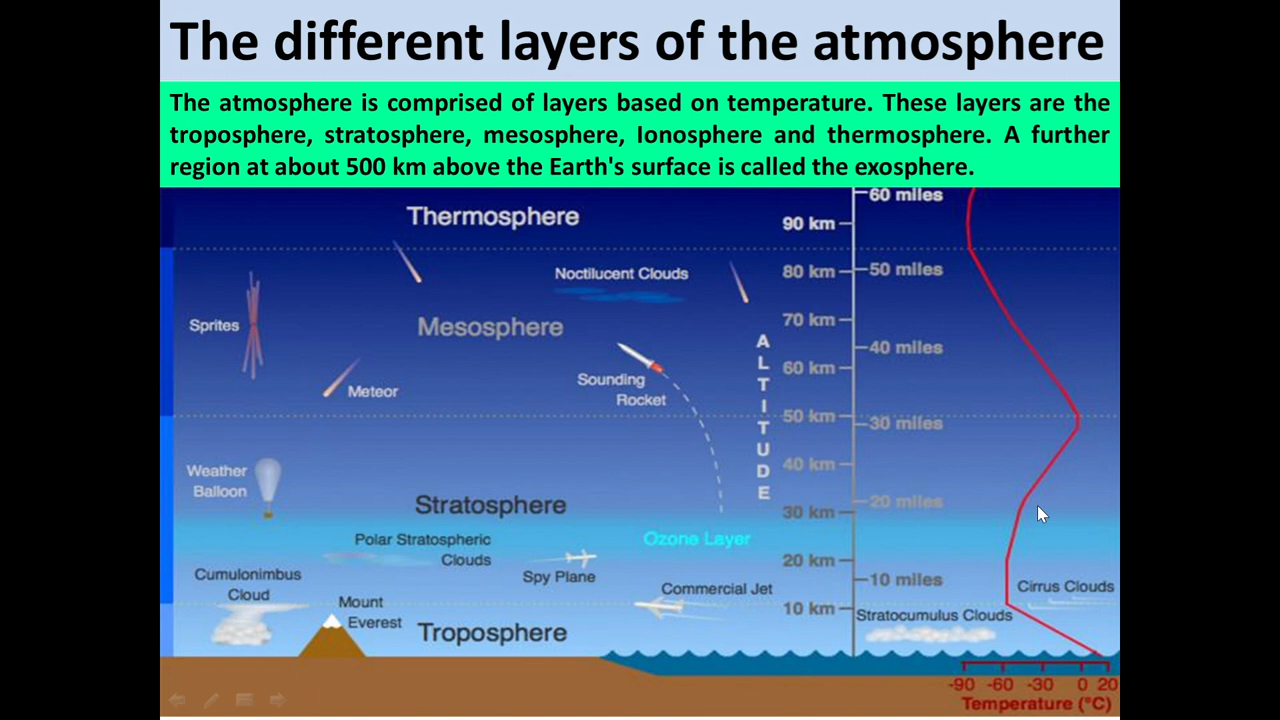 The different layers of the atmosphere
The atmosphere is comprised of layers based on temperature. These layers are the
troposphere, stratosphere, mesosphere, Ionosphere and thermosphere. A further
region at about 500 km above the Earth's surface is called the exosphere.
60 miles
Thermosphere
90 km
Noctilucent Clouds
80 km
50 miles
Sprites
Mesosphere
70 km
ALTITUDE
40 miles
60 km
Sounding
Rocket
Meteor
50 km
30 miles
Weather
Balloon
40 km
Stratosphere
20 miles
30 km
Polar Stratospheric
Clouds
Ozone Layer
20 km
Spy Plane
Cumulonimbus
Cloud
Commercial Jet
10 miles
Cirrus Clouds
Mount
Everest
10 km
Stratocumulus Clouds
Troposphere
-90 -60 -30 0 20
Temperature (°C)